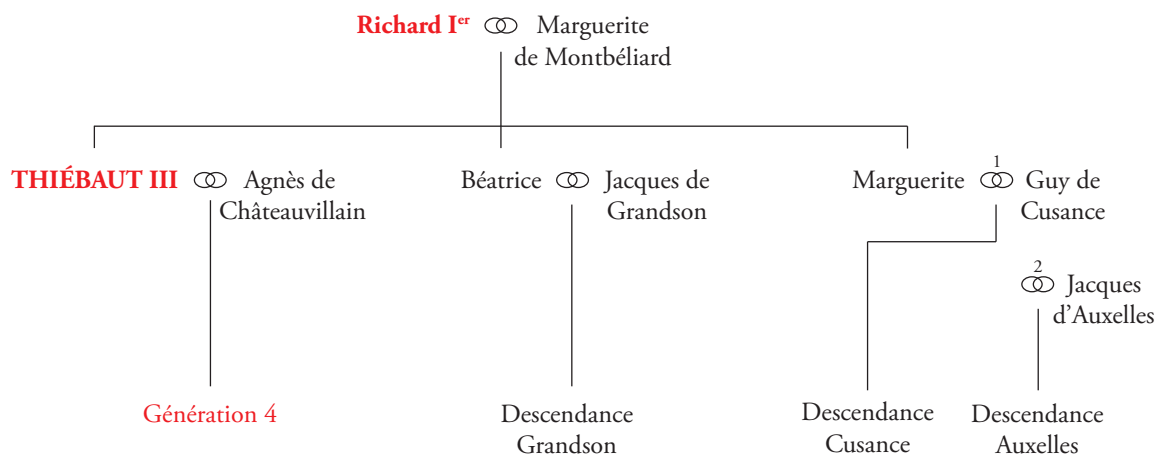 Richard Ier Marguerite
de Montbéliard
THIÉBAUT III Agnès de
Châteauvillain
Béatrice Jacques de
Grandson
Marguerite 1 Guy de
Cusance
2 Jacques
d’Auxelles
Génération 4
Descendance
Grandson
Descendance
Cusance
Descendance
Auxelles